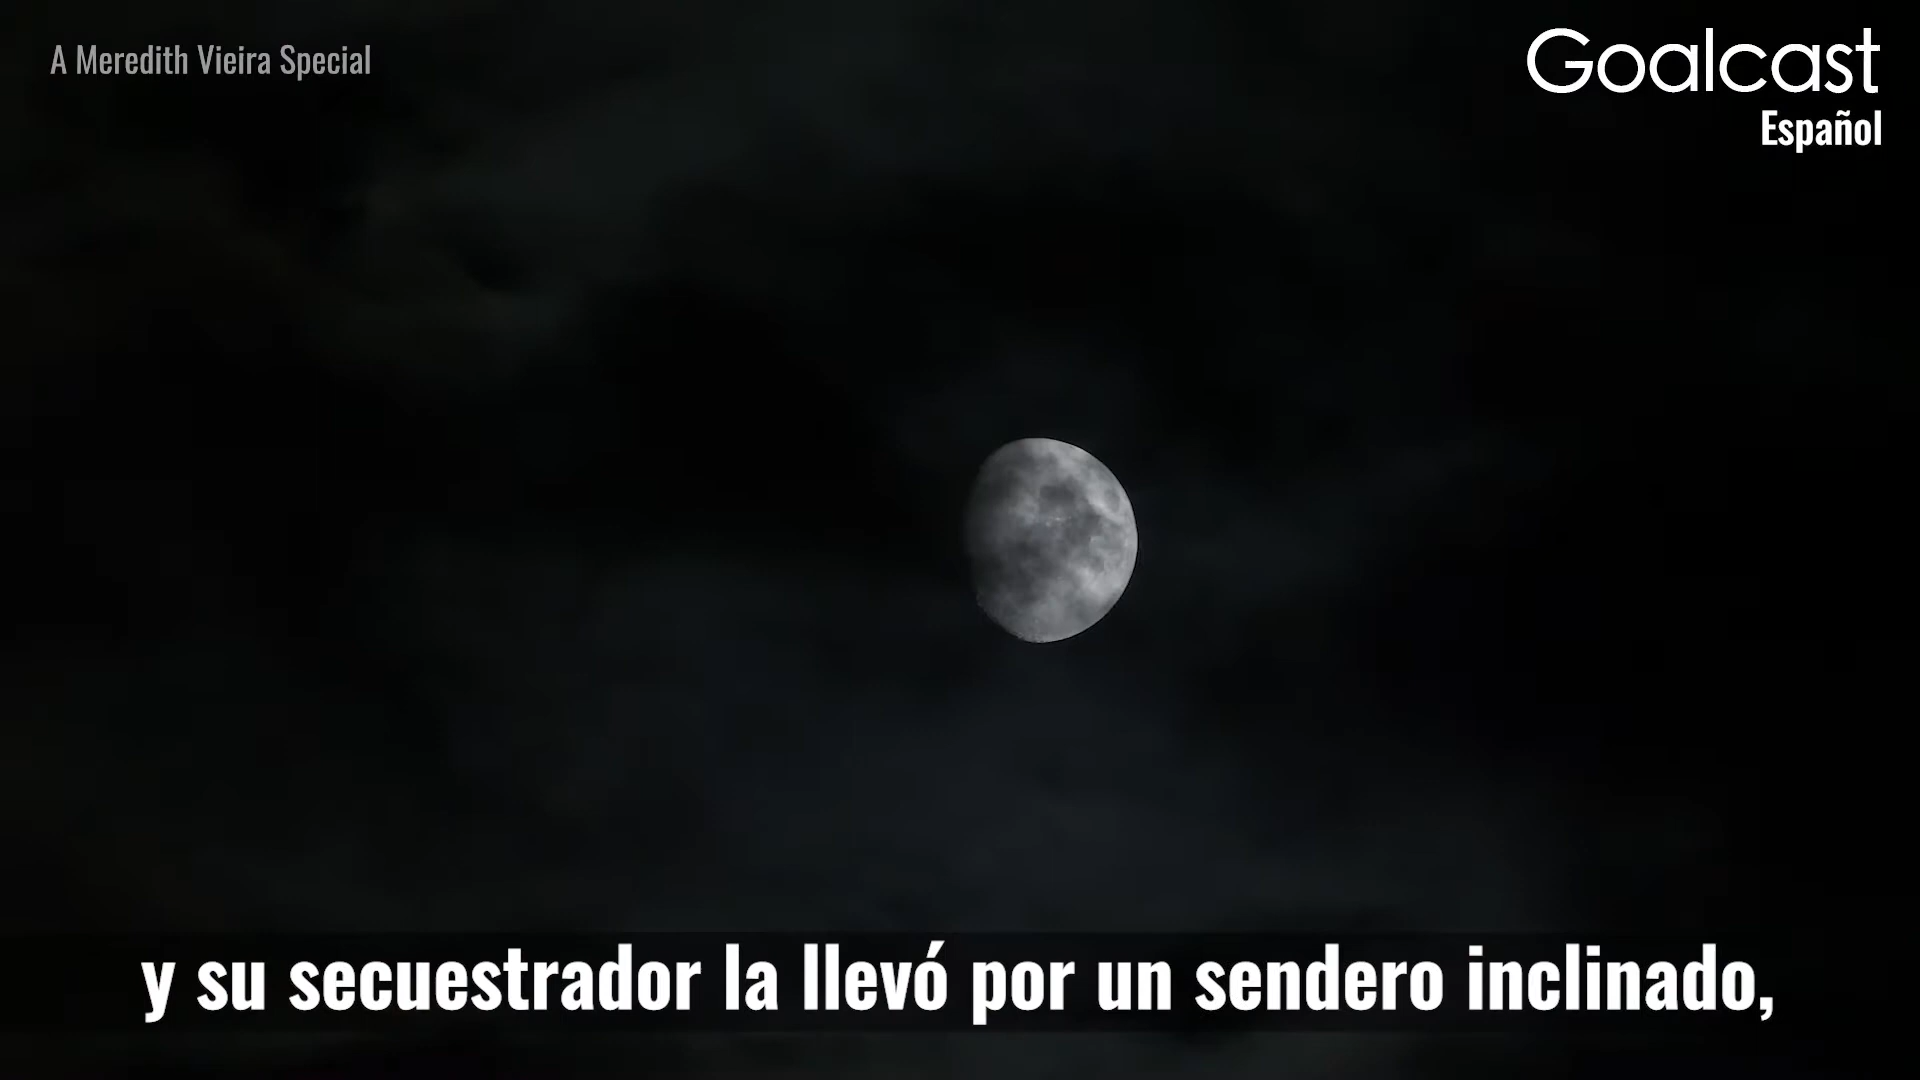 A Meredith Vieira Special
Goalcast
Español
y su secuestrador la llevó por un sendero inclinado,